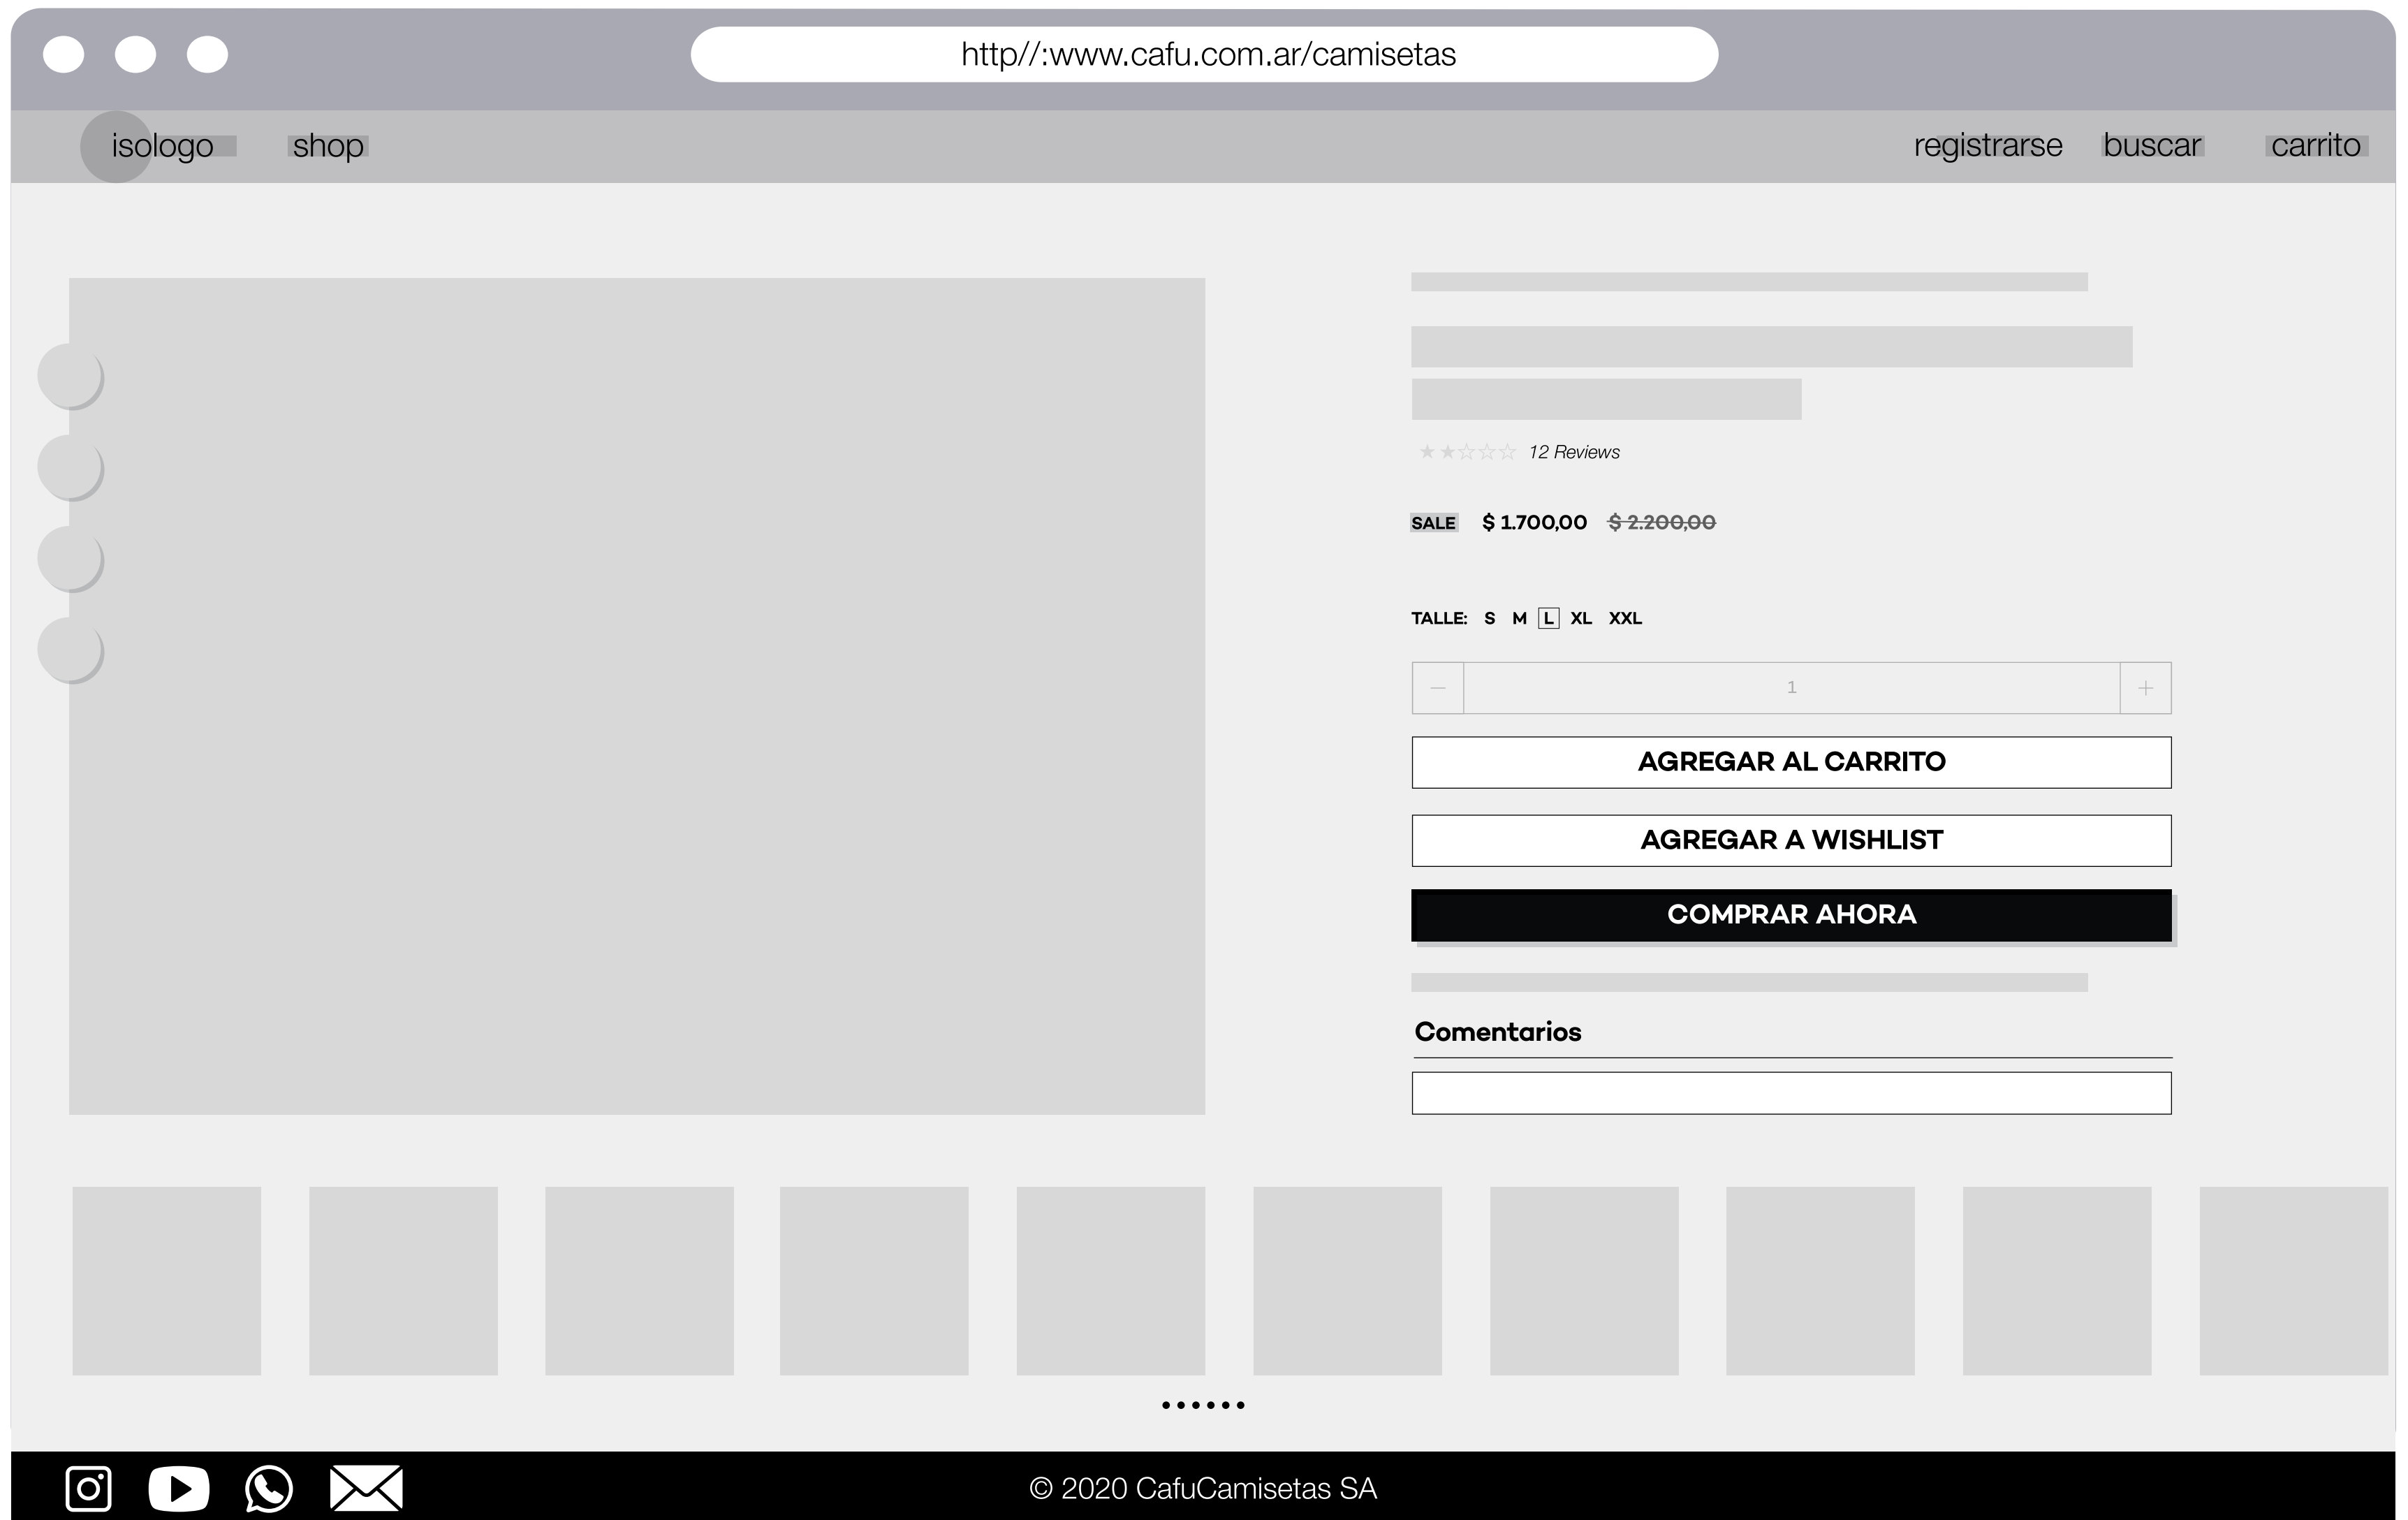 http//:www.cafu.com.ar/camisetas
isologo shop registrarse buscar carrito
★★☆☆☆ 12 Reviews
SALE $ 1.700,00 $ 2.200,00
TALLE: S M L XL XXL
— 1 +
AGREGAR AL CARRITO
AGREGAR A WISHLIST
COMPRAR AHORA
Comentarios
© 2020 CafuCamisetas SA